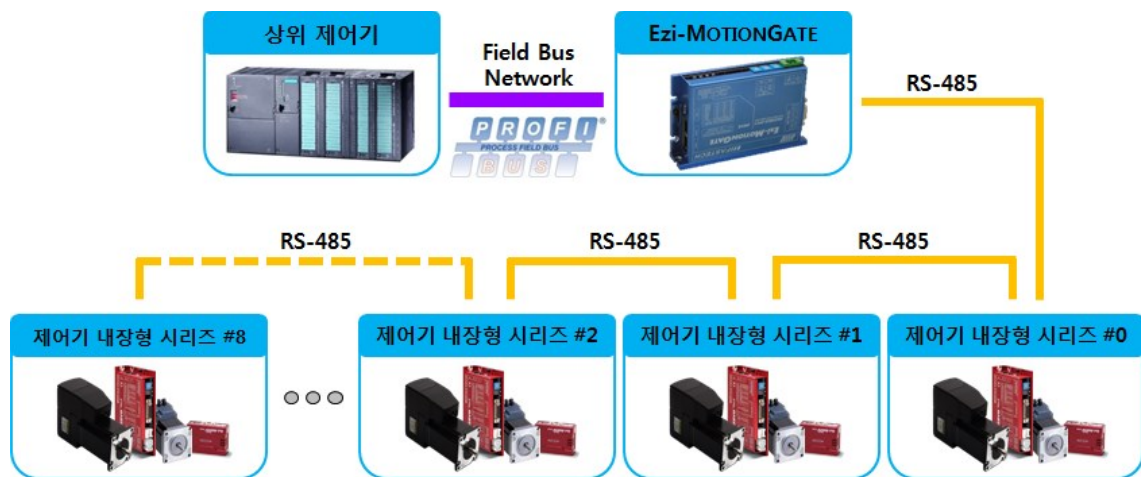 상위 제어기
Ezi-MOTIONGATE
Field Bus
Network
RS-485
PROFI®
PROCESS FIELD BUS
BUS
RS-485
RS-485
RS-485
제어기 내장형 시리즈 #8
제어기 내장형 시리즈 #2
제어기 내장형 시리즈 #1
제어기 내장형 시리즈 #0